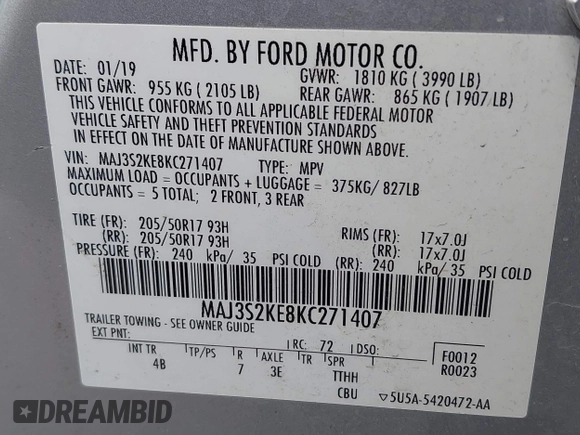 MFD. BY FORD MOTOR CO.
DATE: 01/19 GVWR: 1810 KG ( 3990 LB)
FRONT GAWR: 955 KG ( 2105 LB) REAR GAWR: 865 KG ( 1907 LB)
THIS VEHICLE CONFORMS TO ALL APPLICABLE FEDERAL MOTOR
VEHICLE SAFETY AND THEFT PREVENTION STANDARDS
IN EFFECT ON THE DATE OF MANUFACTURE SHOWN ABOVE.
VIN: MAJ3S2KE8KC271407 TYPE: MPV
MAXIMUM LOAD = OCCUPANTS + LUGGAGE = 375KG/ 827LB
OCCUPANTS = 5 TOTAL; 2 FRONT, 3 REAR
TIRE (FR): 205/50R17 93H RIMS (FR): 17x7.0J
(RR): 205/50R17 93H (RR): 17x7.0J
PRESSURE (FR): 240 kPa/ 35 PSI COLD (RR): 240 kPa/ 35 PSI COLD
MAJ3S2KE8KC271407
TRAILER TOWING - SEE OWNER GUIDE
EXT PNT: RC: 72 DSO: F0012
INT TR TP/PS R AXLE TR SPR R0023
4B 7 3E TTHH
CBU ▽5U5A-5420472-AA
DREAMBID